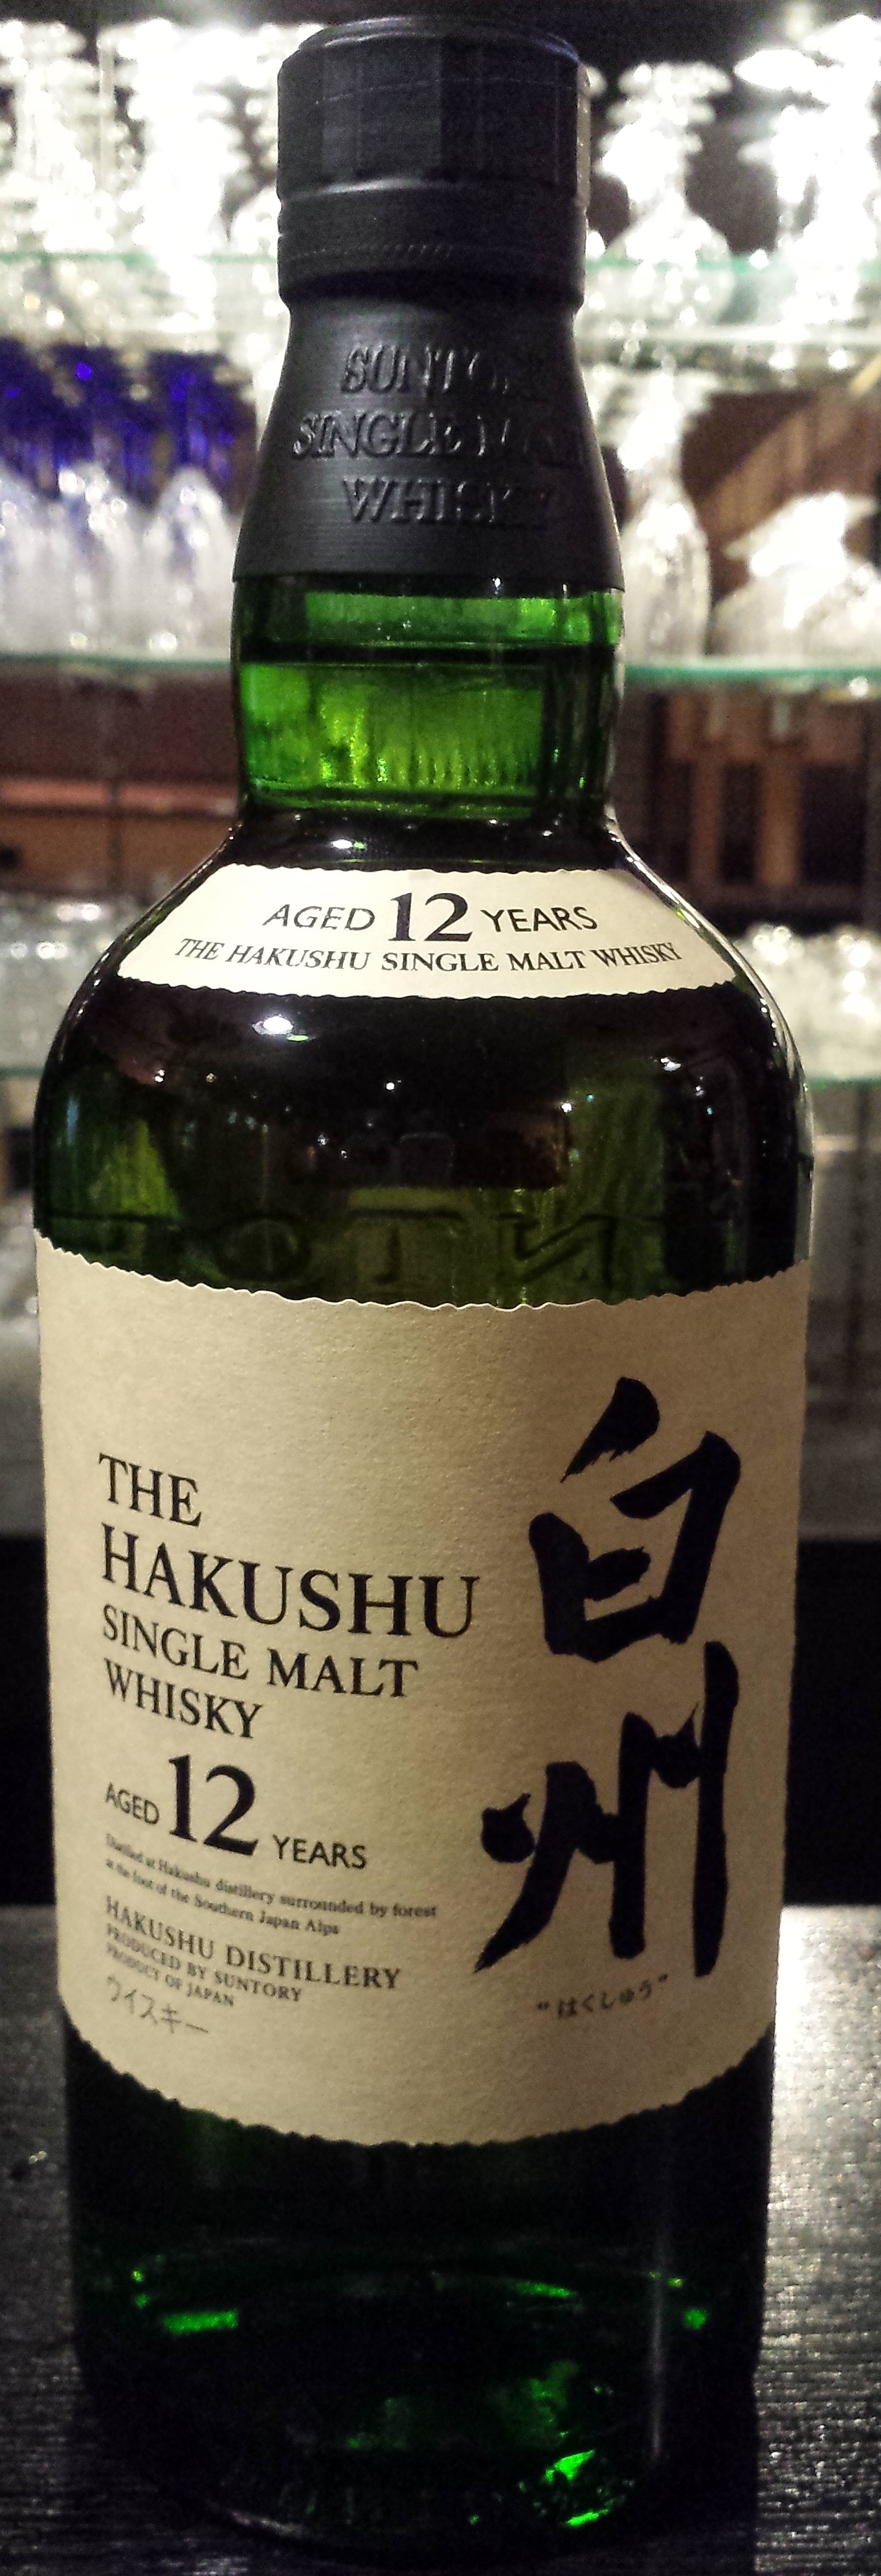 SUNTORY
SINGLE MALT
WHISKY
AGED 12 YEARS
THE HAKUSHU SINGLE MALT WHISKY
THE
HAKUSHU
SINGLE MALT
WHISKY
AGED 12 YEARS
Distilled at Hakushu distillery surrounded by forest
at the foot of the Southern Japan Alps
HAKUSHU DISTILLERY
PRODUCED BY SUNTORY
PRODUCT OF JAPAN
ウイスキー
白州
"はくしゅう"